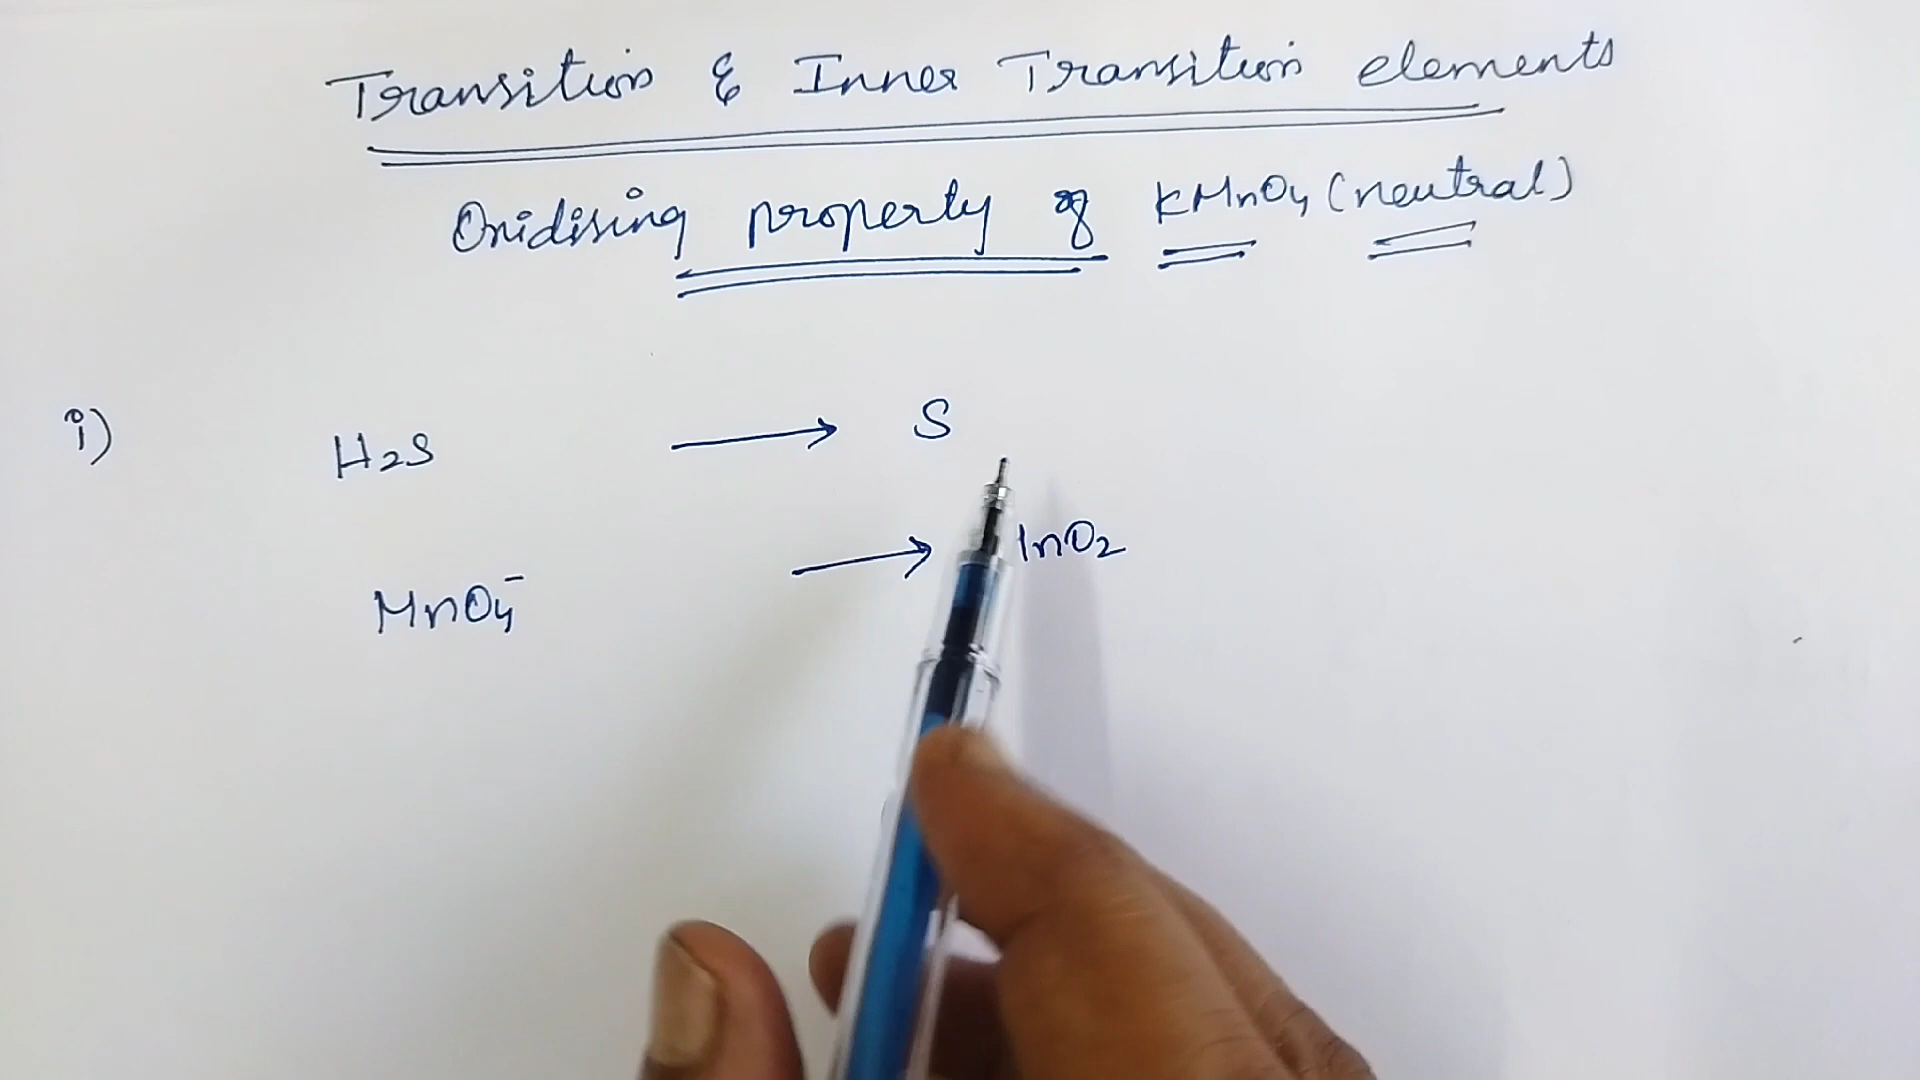 Transition & Inner Transition elements
Oxidising property of KMnO4 (neutral)
i) H2S → S
MnO4⁻ → MnO2